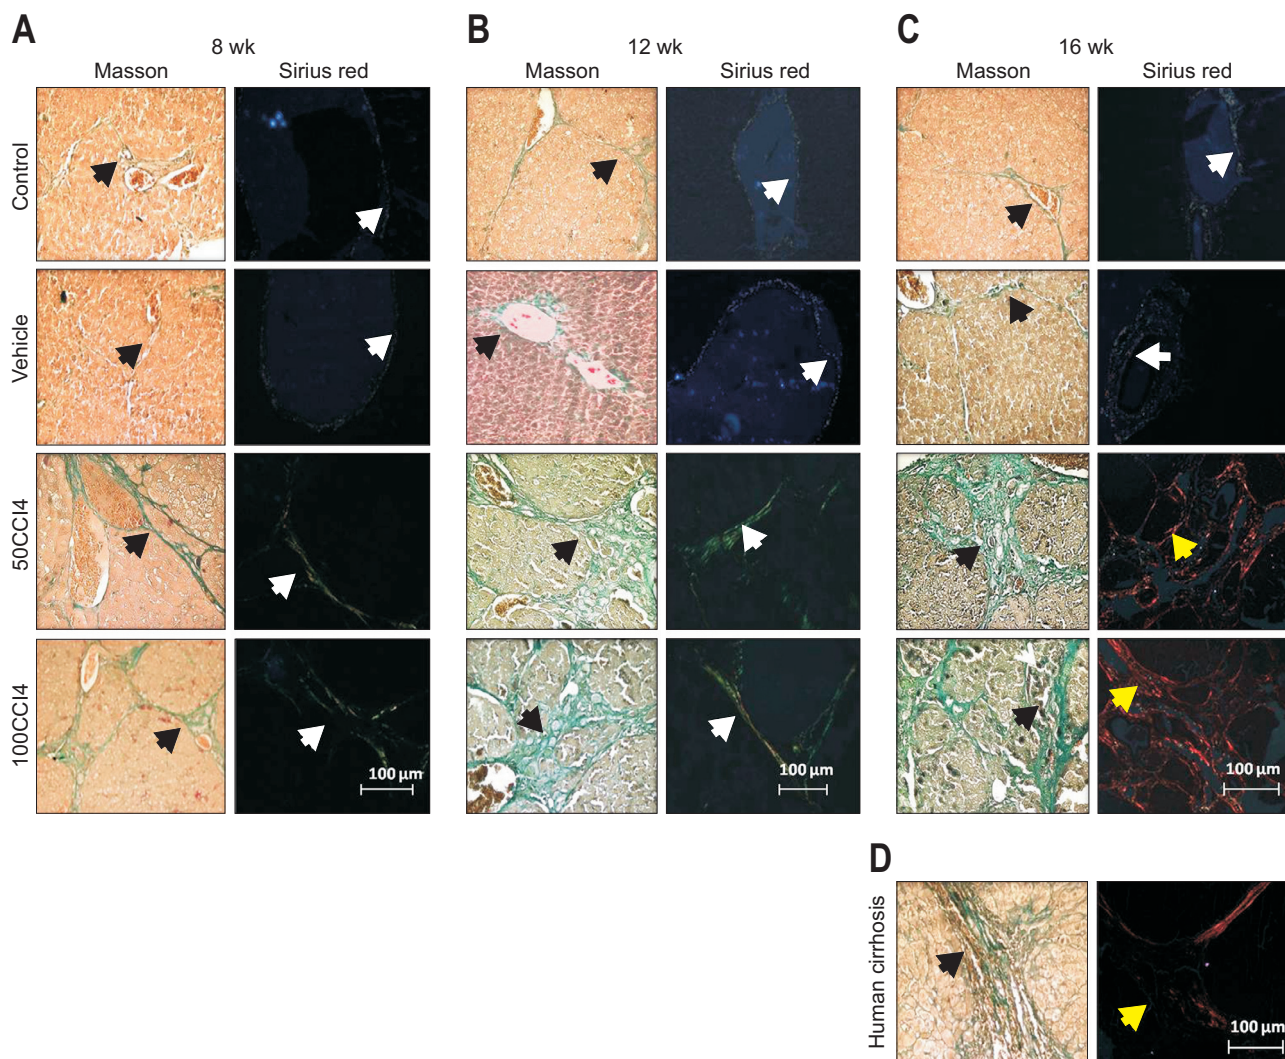 A
B
C
8 wk
12 wk
16 wk
Masson
Sirius red
Masson
Sirius red
Masson
Sirius red
Control
Vehicle
50CCl4
100CCl4
100 µm
100 µm
100 µm
D
Human cirrhosis
100 µm